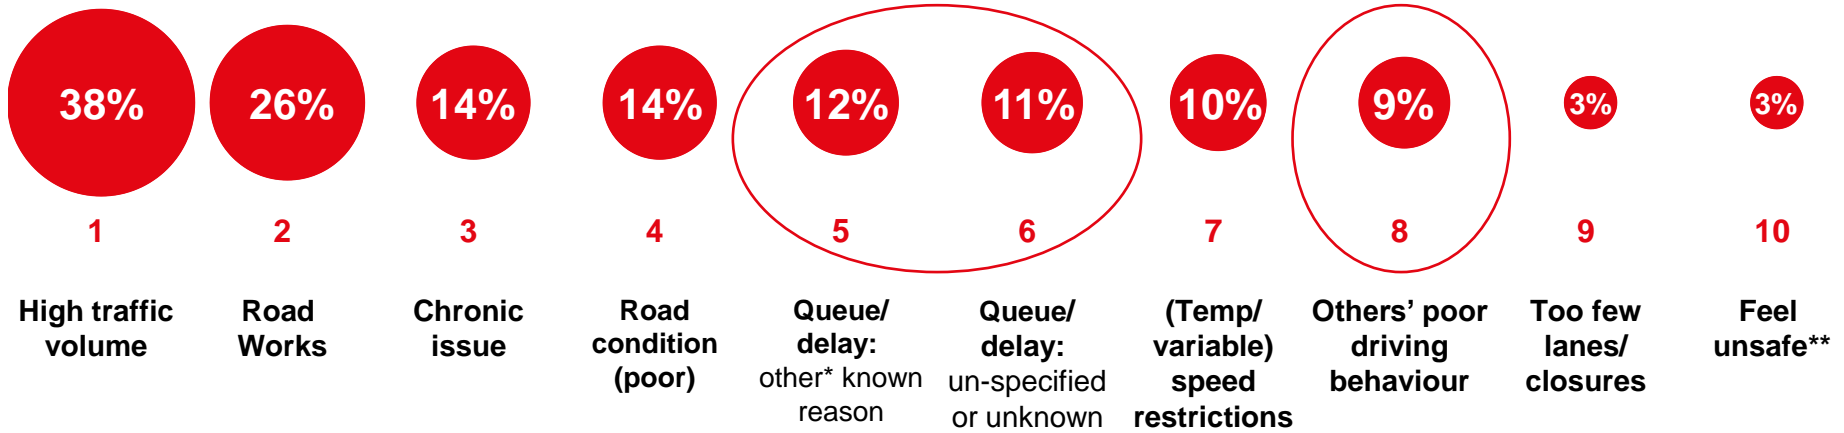 38%
26%
14%
14%
12%
11%
10%
9%
3%
3%
1
2
3
4
5
6
7
8
9
10
High traffic
volume
Road
Works
Chronic
issue
Road
condition
(poor)
Queue/
delay:
other* known
reason
Queue/
delay:
un-specified
or unknown
(Temp/
variable)
speed
restrictions
Others’ poor
driving
behaviour
Too few
lanes/
closures
Feel
unsafe**